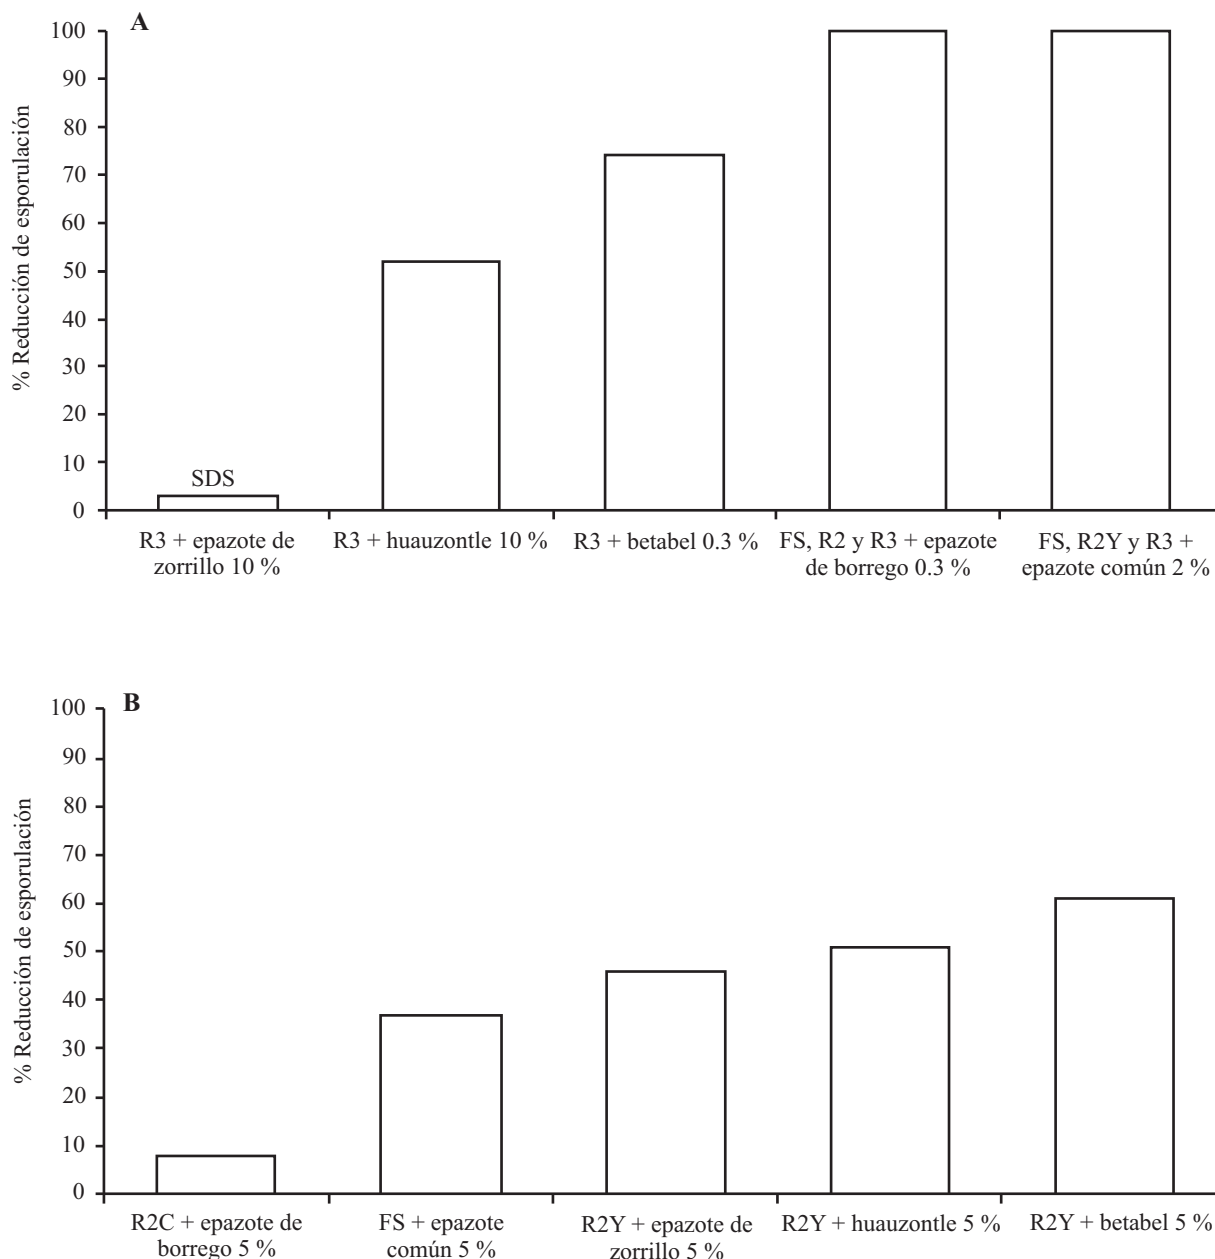 A
% Reducción de esporulación
100
90
80
70
60
50
40
30
20
10
0
SDS
R3 + epazote de
zorrillo 10 %
R3 + huauzontle 10 %
R3 + betabel 0.3 %
FS, R2 y R3 + epazote
de borrego 0.3 %
FS, R2Y y R3 +
epazote común 2 %
B
% Reducción de esporulación
100
90
80
70
60
50
40
30
20
10
0
R2C + epazote de
borrego 5 %
FS + epazote
común 5 %
R2Y + epazote de
zorrillo 5 %
R2Y + huauzontle 5 %
R2Y + betabel 5 %